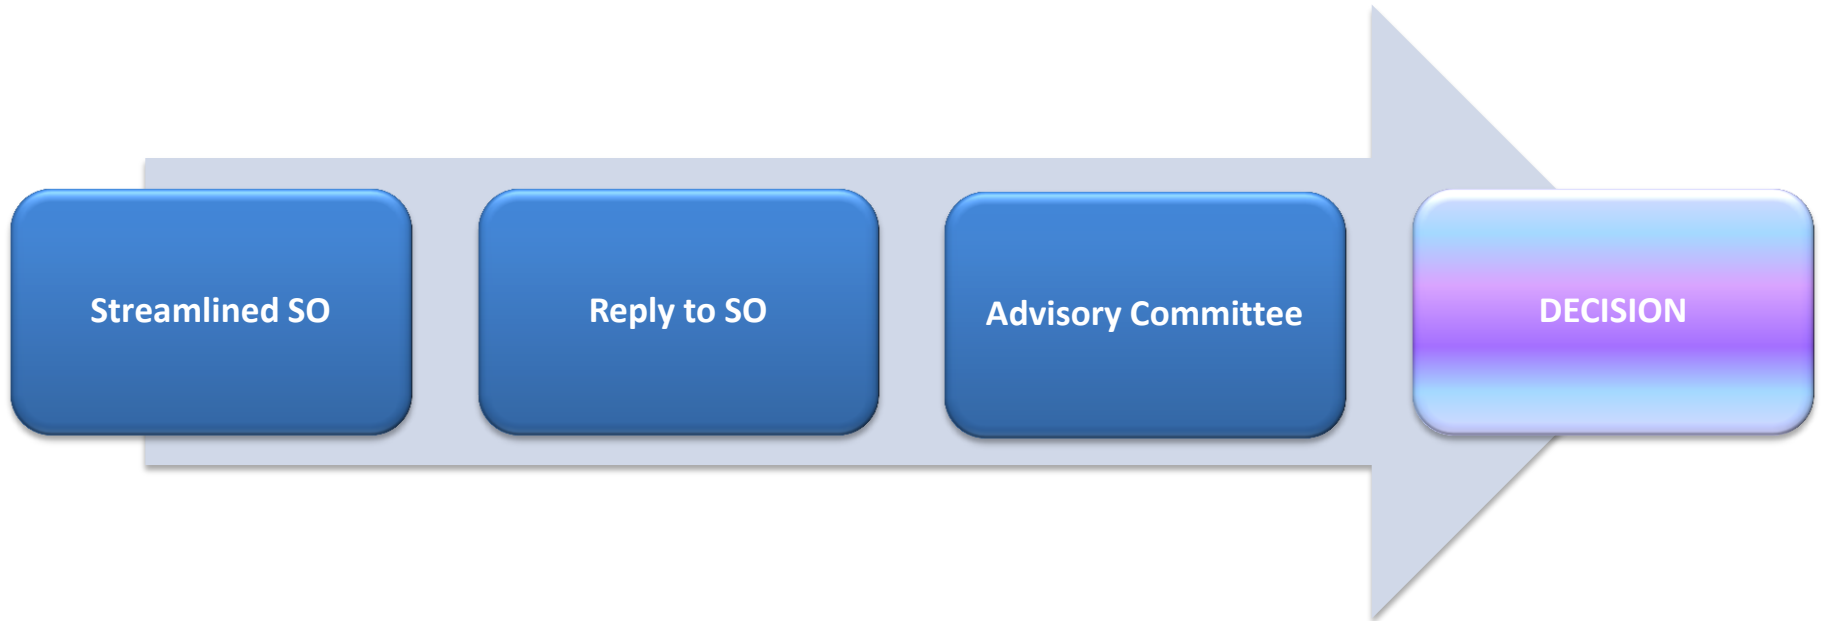 Streamlined SO
Reply to SO
Advisory Committee
DECISION